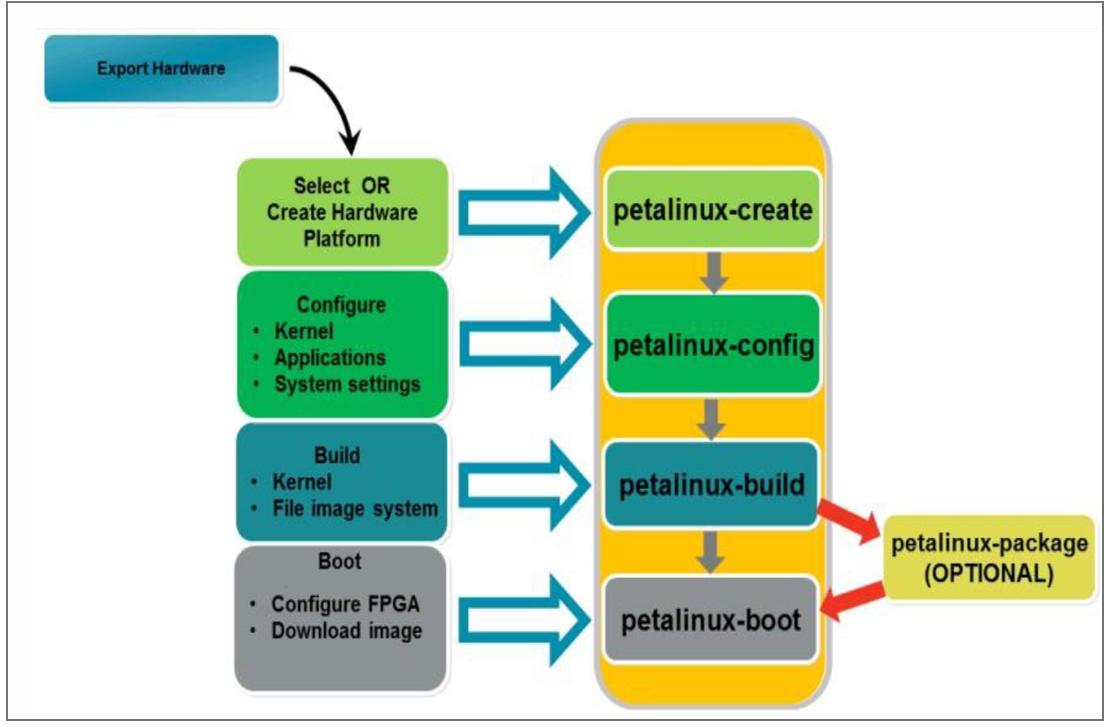 Export Hardware
Select OR
Create Hardware
Platform
petalinux-create
Configure
• Kernel
• Applications
• System settings
petalinux-config
Build
• Kernel
• File image system
petalinux-build
petalinux-package
(OPTIONAL)
Boot
• Configure FPGA
• Download image
petalinux-boot